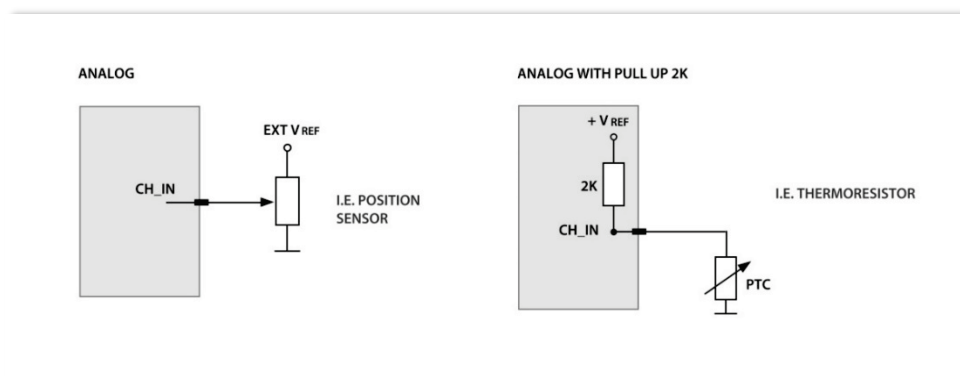 ANALOG
EXT V REF
CH_IN
I.E. POSITION
SENSOR
ANALOG WITH PULL UP 2K
+ V REF
2K
CH_IN
I.E. THERMORESISTOR
PTC